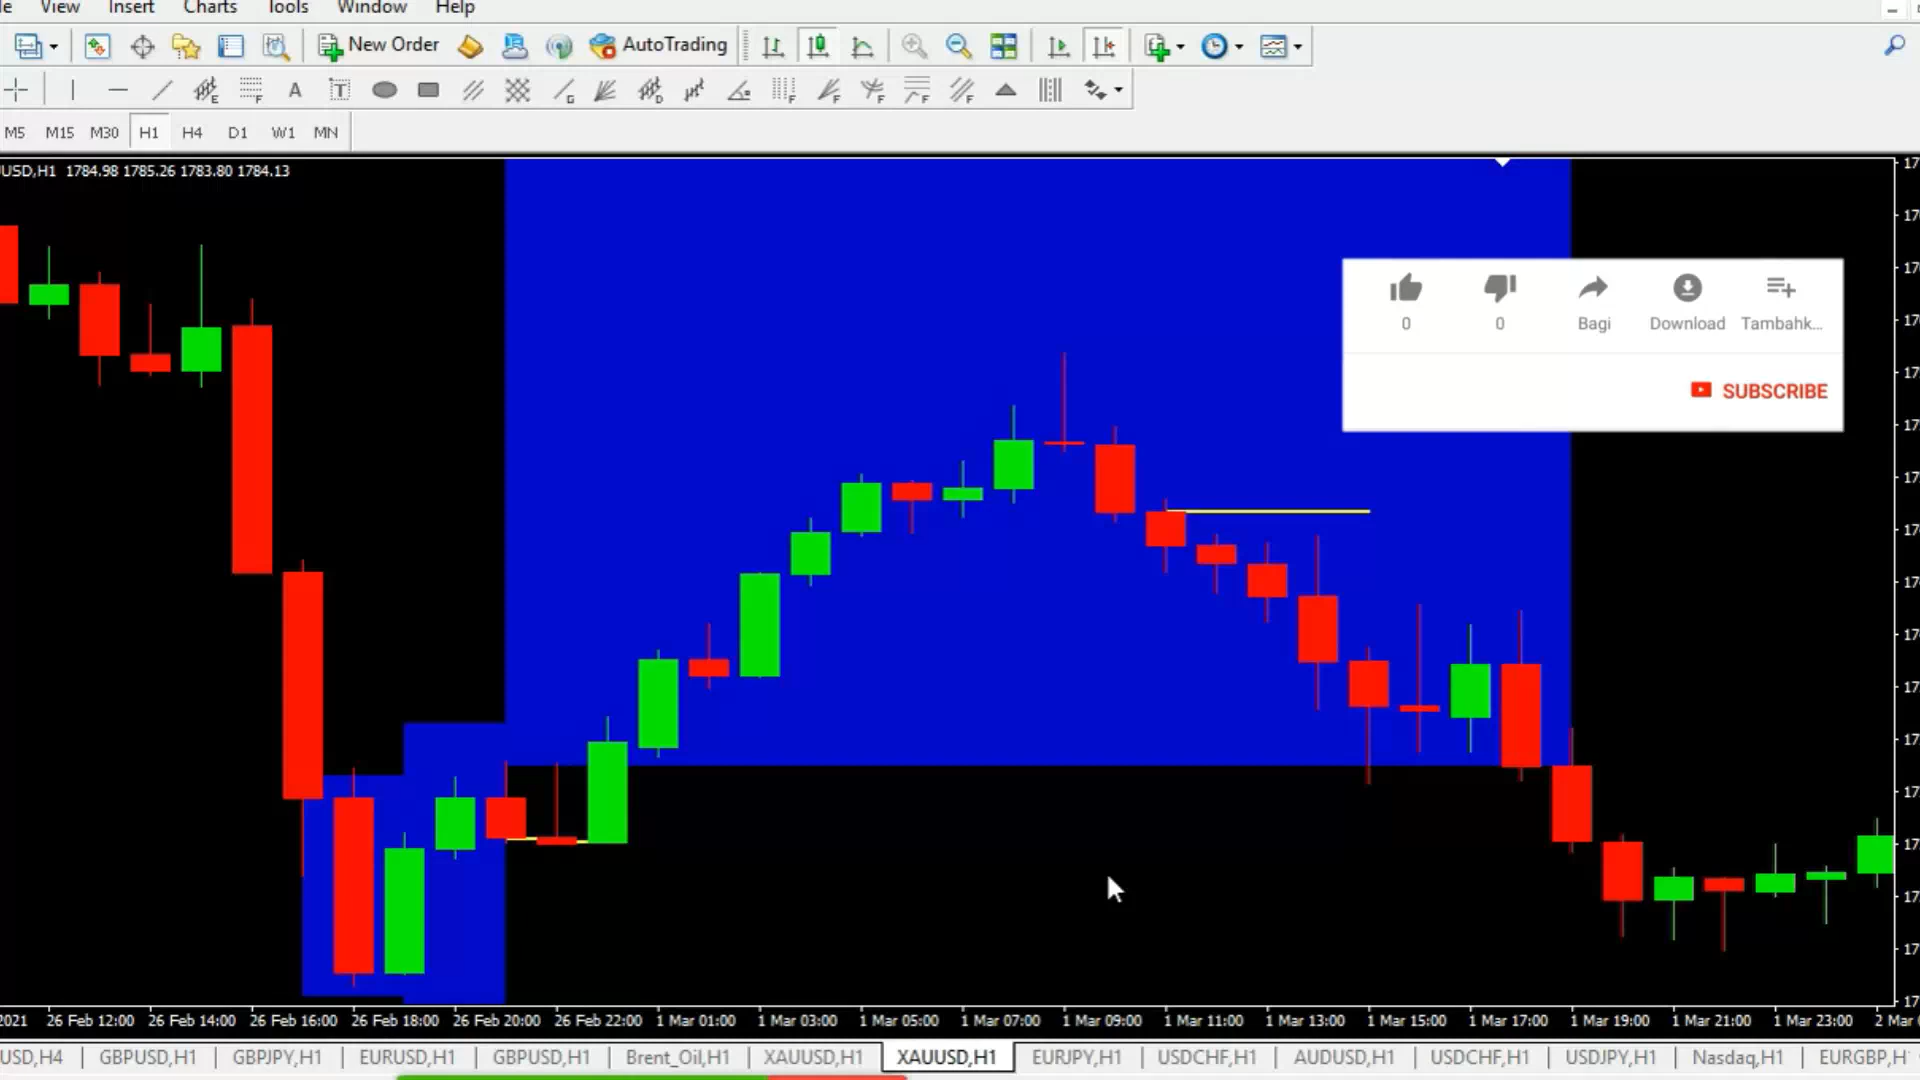 le View Insert Charts Tools Window Help
New Order AutoTrading
E F A T G D F F F F F
M5 M15 M30 H1 H4 D1 W1 MN
USD,H1 1784.98 1785.26 1783.80 1784.13
0 0 Bagi Download Tambahk...
SUBSCRIBE
2021 26 Feb 12:00 26 Feb 14:00 26 Feb 16:00 26 Feb 18:00 26 Feb 20:00 26 Feb 22:00 1 Mar 01:00 1 Mar 03:00 1 Mar 05:00 1 Mar 07:00 1 Mar 09:00 1 Mar 11:00 1 Mar 13:00 1 Mar 15:00 1 Mar 17:00 1 Mar 19:00 1 Mar 21:00 1 Mar 23:00 2 Mar
USD,H4 GBPUSD,H1 GBPJPY,H1 EURUSD,H1 GBPUSD,H1 Brent_Oil,H1 XAUUSD,H1 XAUUSD,H1 EURJPY,H1 USDCHF,H1 AUDUSD,H1 USDCHF,H1 USDJPY,H1 Nasdaq,H1 EURGBP,H